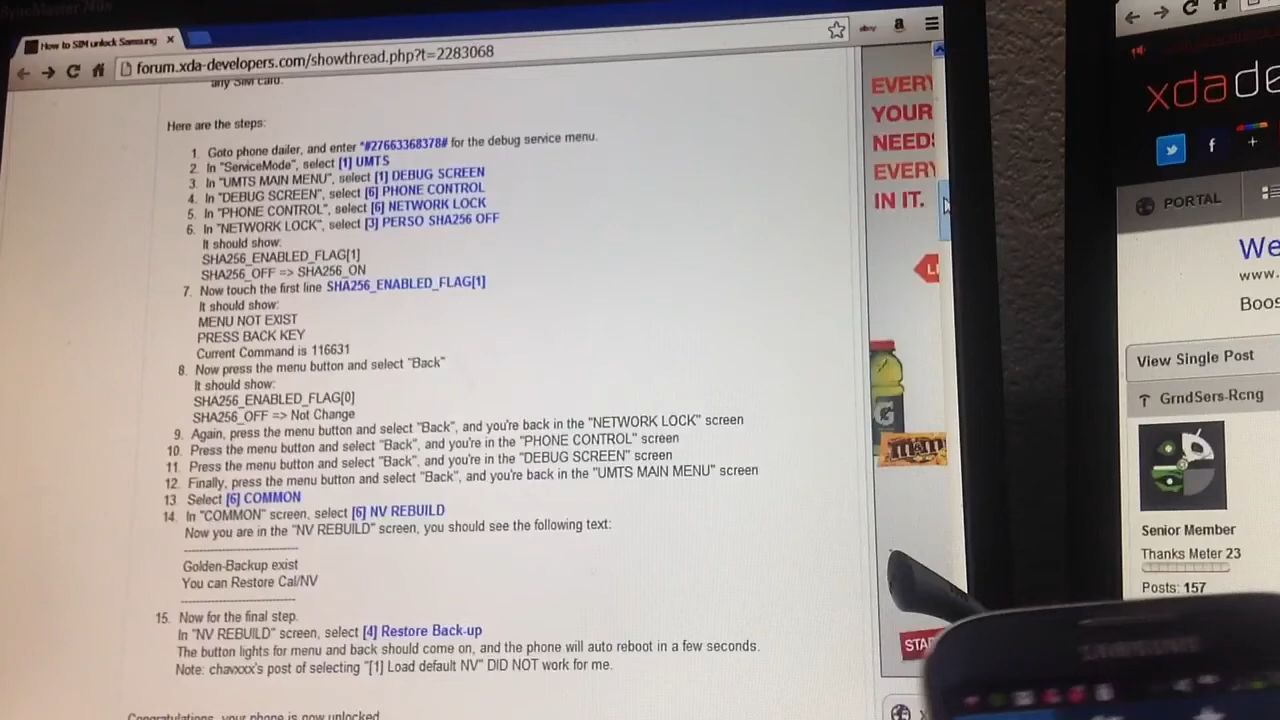 How to SIM unlock Samsung
forum.xda-developers.com/showthread.php?t=2283068
ebay
a
any SIM card.
Here are the steps:
1. Goto phone dailer, and enter *#27663368378# for the debug service menu.
2. In "ServiceMode", select [1] UMTS
3. In "UMTS MAIN MENU", select [1] DEBUG SCREEN
4. In "DEBUG SCREEN", select [6] PHONE CONTROL
5. In "PHONE CONTROL", select [6] NETWORK LOCK
6. In "NETWORK LOCK", select [3] PERSO SHA256 OFF
It should show:
SHA256_ENABLED_FLAG[1]
SHA256_OFF => SHA256_ON
7. Now touch the first line SHA256_ENABLED_FLAG[1]
It should show:
MENU NOT EXIST
PRESS BACK KEY
Current Command is 116631
8. Now press the menu button and select "Back"
It should show:
SHA256_ENABLED_FLAG[0]
SHA256_OFF => Not Change
9. Again, press the menu button and select "Back", and you're back in the "NETWORK LOCK" screen
10. Press the menu button and select "Back", and you're in the "PHONE CONTROL" screen
11. Press the menu button and select "Back", and you're in the "DEBUG SCREEN" screen
12. Finally, press the menu button and select "Back", and you're back in the "UMTS MAIN MENU" screen
13 Select [6] COMMON
14. In "COMMON" screen, select [6] NV REBUILD
Now you are in the "NV REBUILD" screen, you should see the following text:
Golden-Backup exist
You can Restore Cal/NV
15. Now for the final step.
In "NV REBUILD" screen, select [4] Restore Back-up
The button lights for menu and back should come on, and the phone will auto reboot in a few seconds.
Note: chavxxx's post of selecting "[1] Load default NV" DID NOT work for me.
Congratulations, your phone is now unlocked
EVERY
YOUR
NEED
EVERY
IN IT.
G
m&m
STA
xda de
f
+
PORTAL
We
www.
Boos
View Single Post
GrndSers-Rcng
Senior Member
Thanks Meter 23
Posts: 157
SAMSUNG